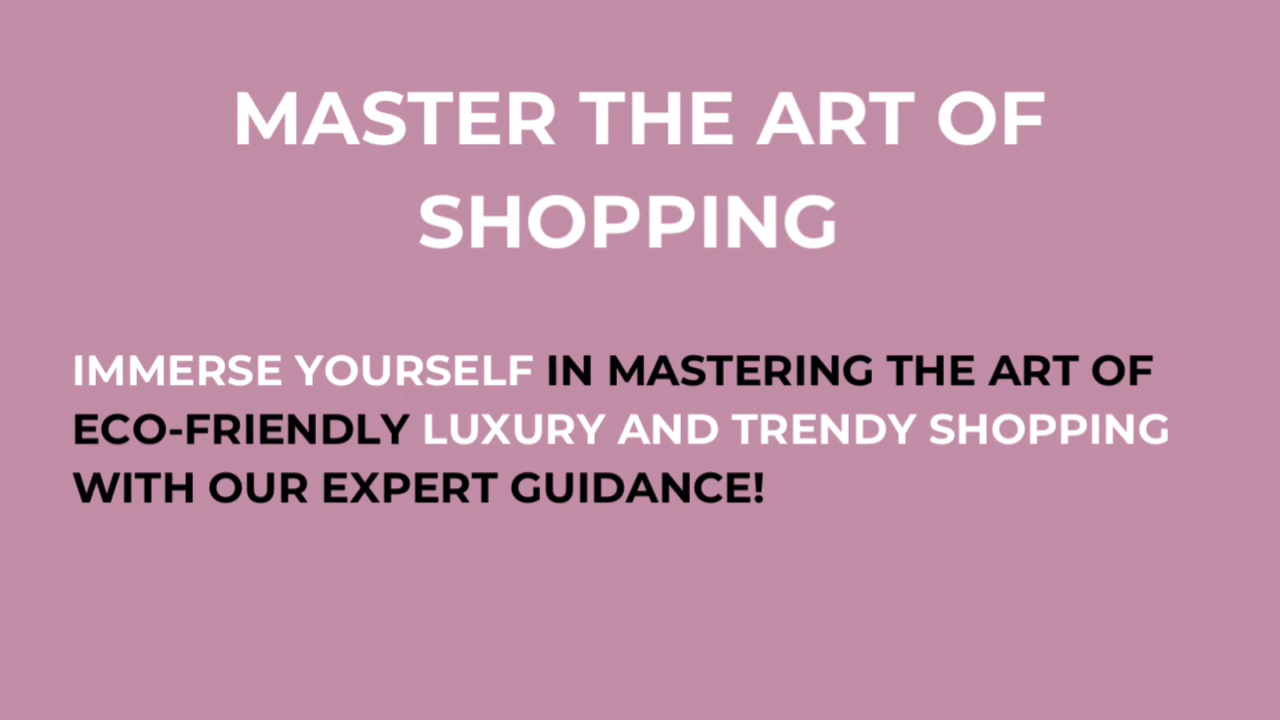 MASTER THE ART OF
SHOPPING
IMMERSE YOURSELF IN MASTERING THE ART OF
ECO-FRIENDLY LUXURY AND TRENDY SHOPPING
WITH OUR EXPERT GUIDANCE!